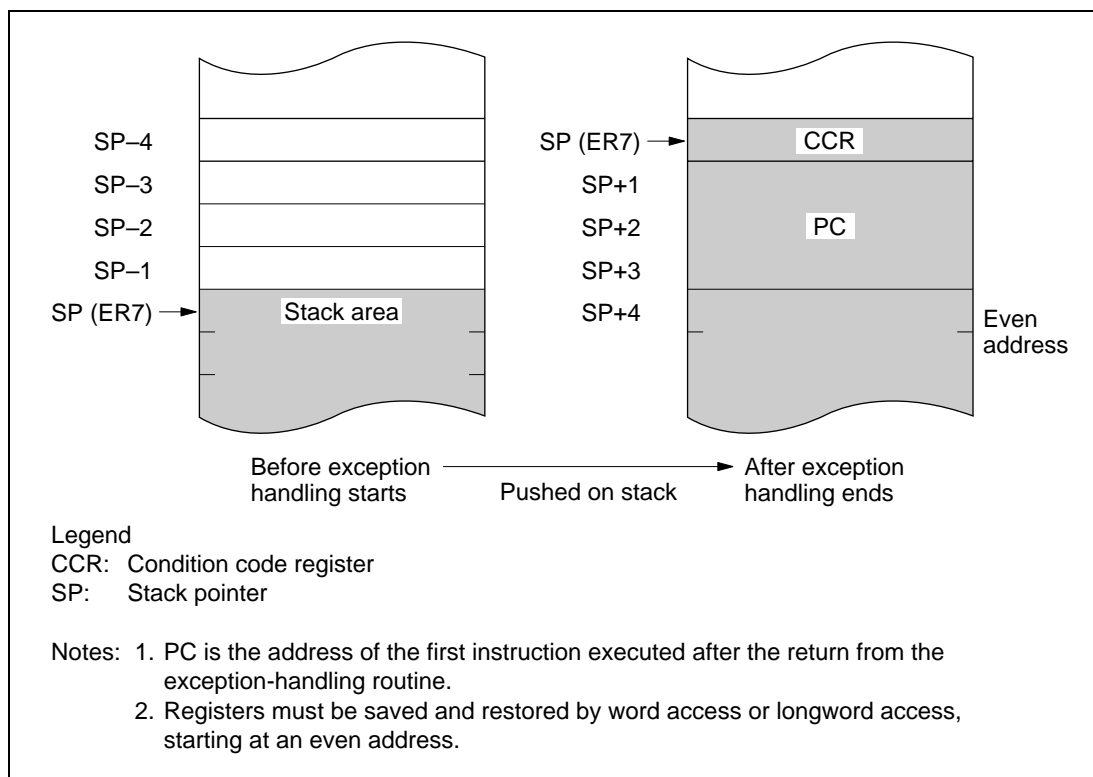 SP–4
SP–3
SP–2
SP–1
SP (ER7)
Stack area
SP (ER7)
CCR
SP+1
SP+2
PC
SP+3
SP+4
Even
address
Before exception
handling starts
Pushed on stack
After exception
handling ends
Legend
CCR: Condition code register
SP: Stack pointer
Notes: 1. PC is the address of the first instruction executed after the return from the
exception-handling routine.
2. Registers must be saved and restored by word access or longword access,
starting at an even address.